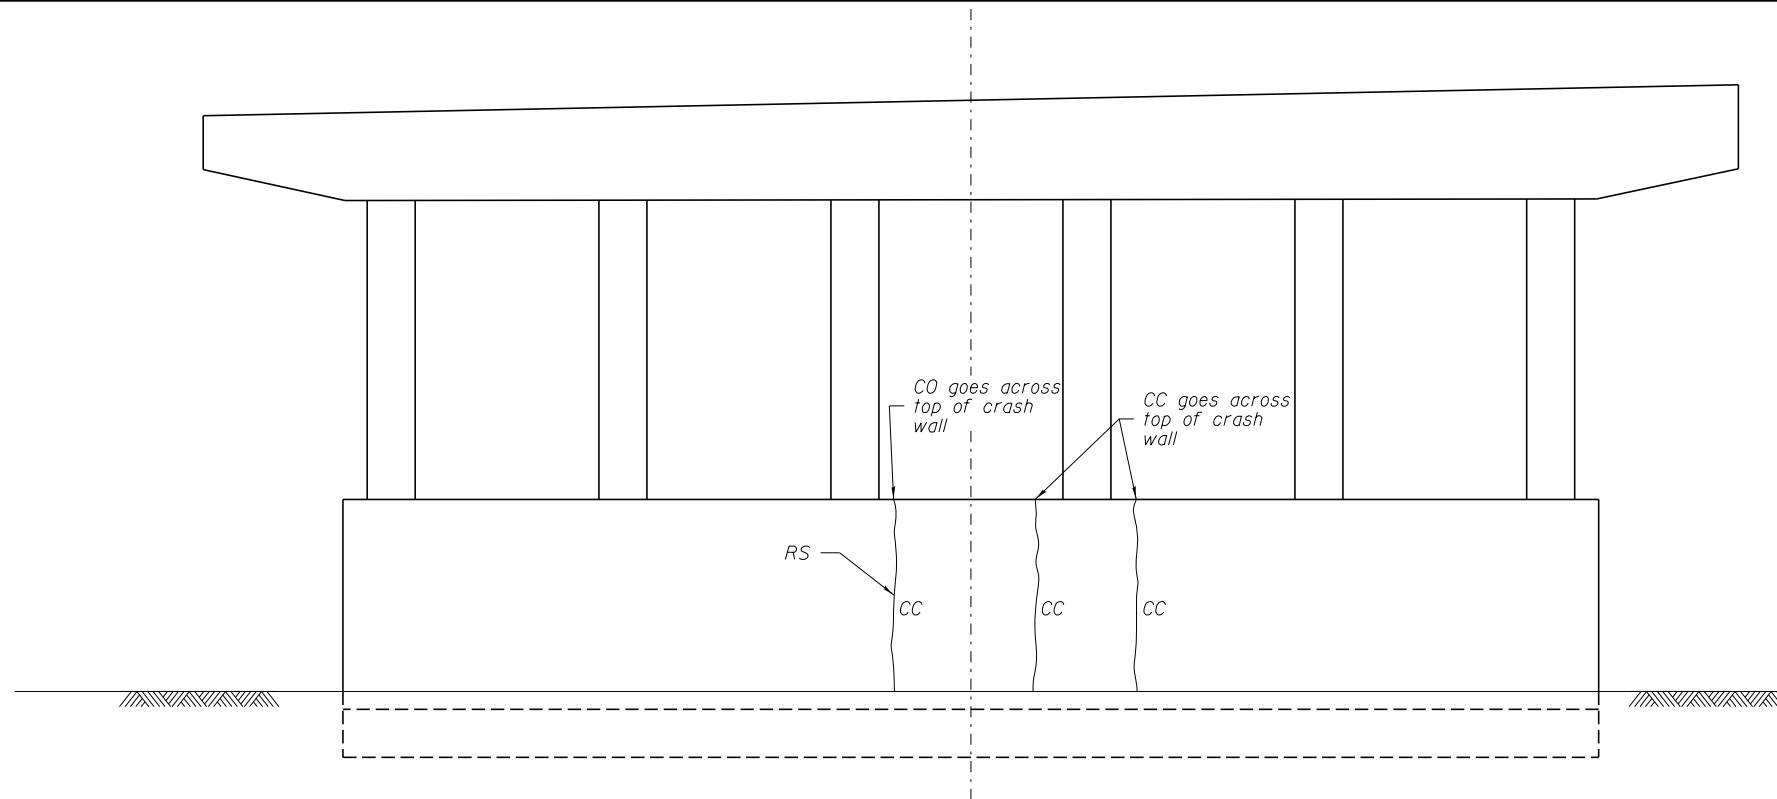 CO goes across
top of crash
wall
CC goes across
top of crash
wall
RS
CC
CC
CC